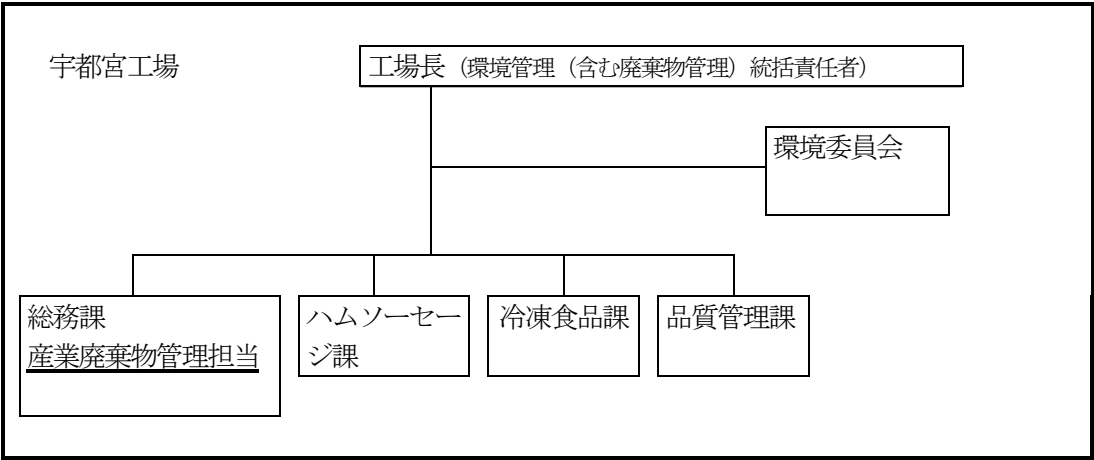 宇都宮工場
工場長（環境管理（含む廃棄物管理）統括責任者）
環境委員会
総務課
産業廃棄物管理担当
ハムソーセー
ジ課
冷凍食品課
品質管理課